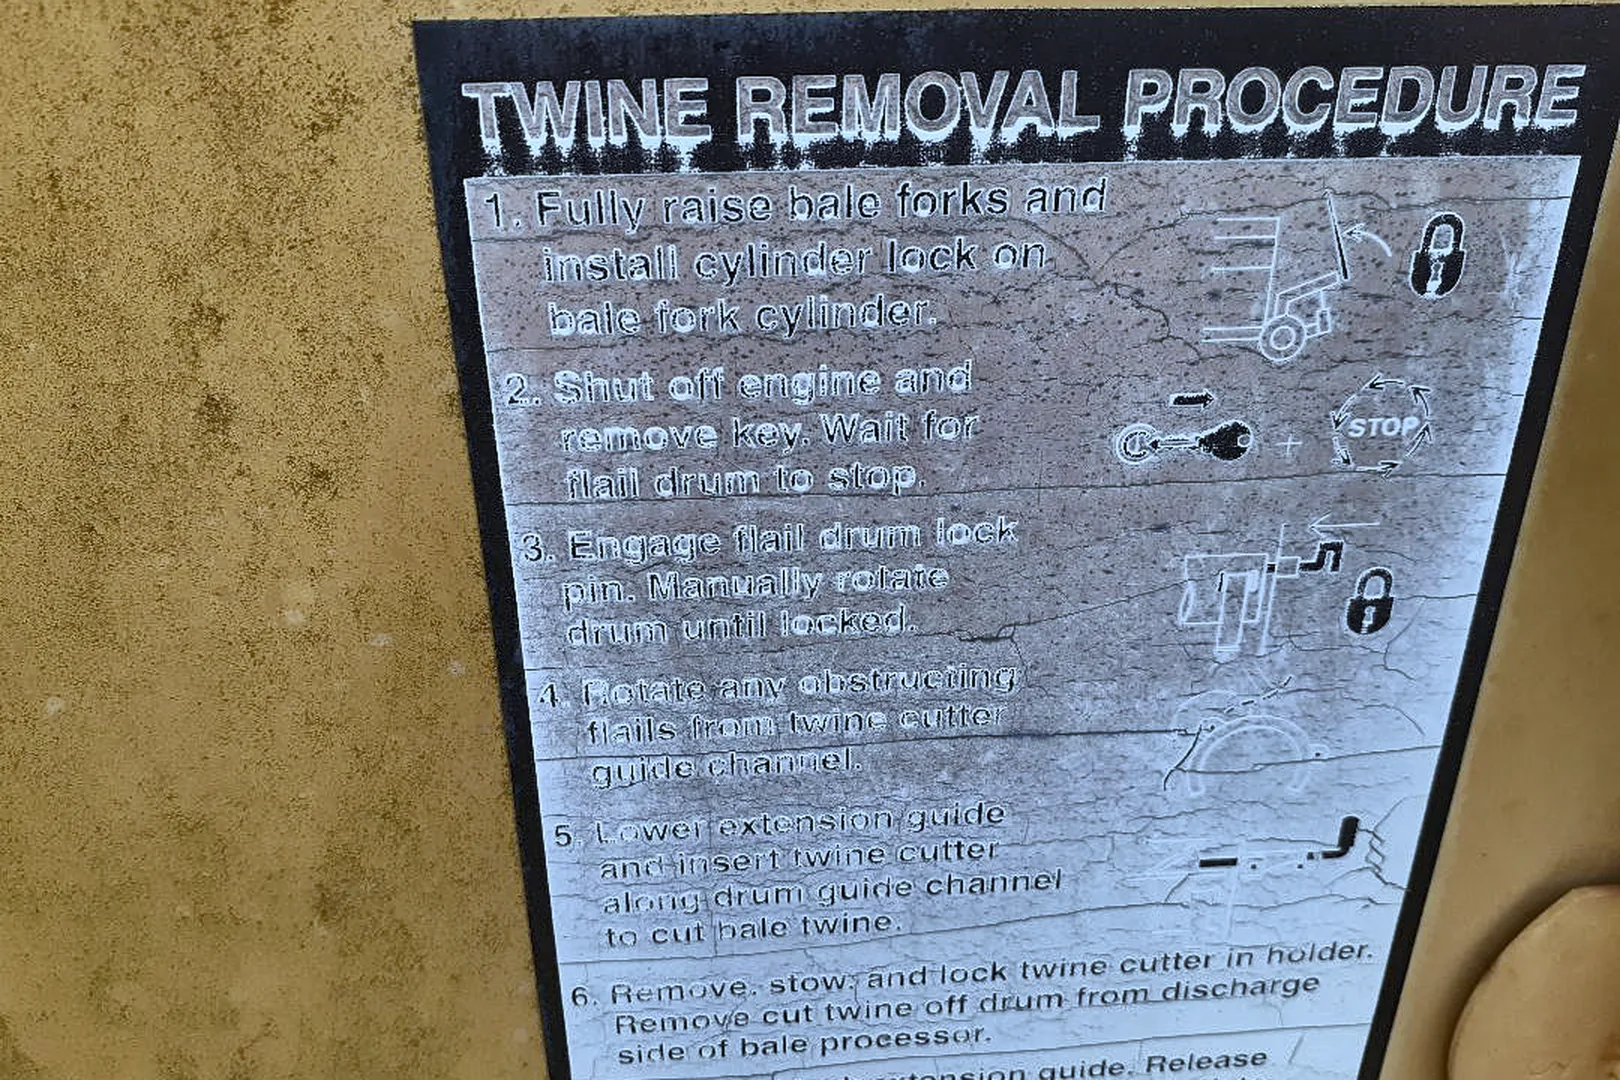 TWINE REMOVAL PROCEDURE
1. Fully raise bale forks and
install cylinder lock on
bale fork cylinder.
2. Shut off engine and
remove key. Wait for
flail drum to stop.
STOP
3. Engage flail drum lock
pin. Manually rotate
drum until locked.
4. Rotate any obstructing
flails from twine cutter
guide channel.
5. Lower extension guide
and insert twine cutter
along drum guide channel
to cut bale twine.
6. Remove, stow, and lock twine cutter in holder.
Remove cut twine off drum from discharge
side of bale processor.
extension guide. Release